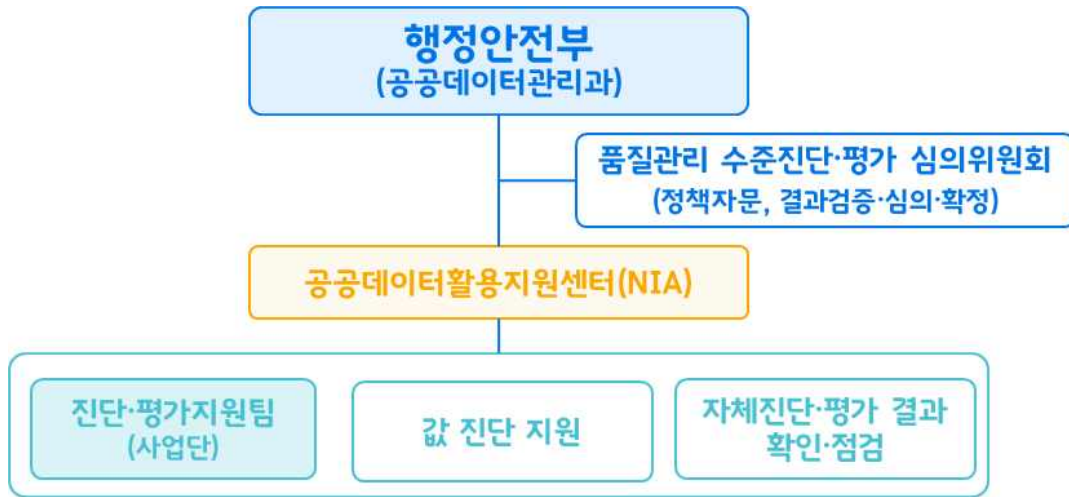 행정안전부
(공공데이터관리과)
품질관리 수준진단·평가 심의위원회
(정책자문, 결과검증·심의·확정)
공공데이터활용지원센터(NIA)
진단·평가지원팀
(사업단)
값 진단 지원
자체진단·평가 결과
확인·점검